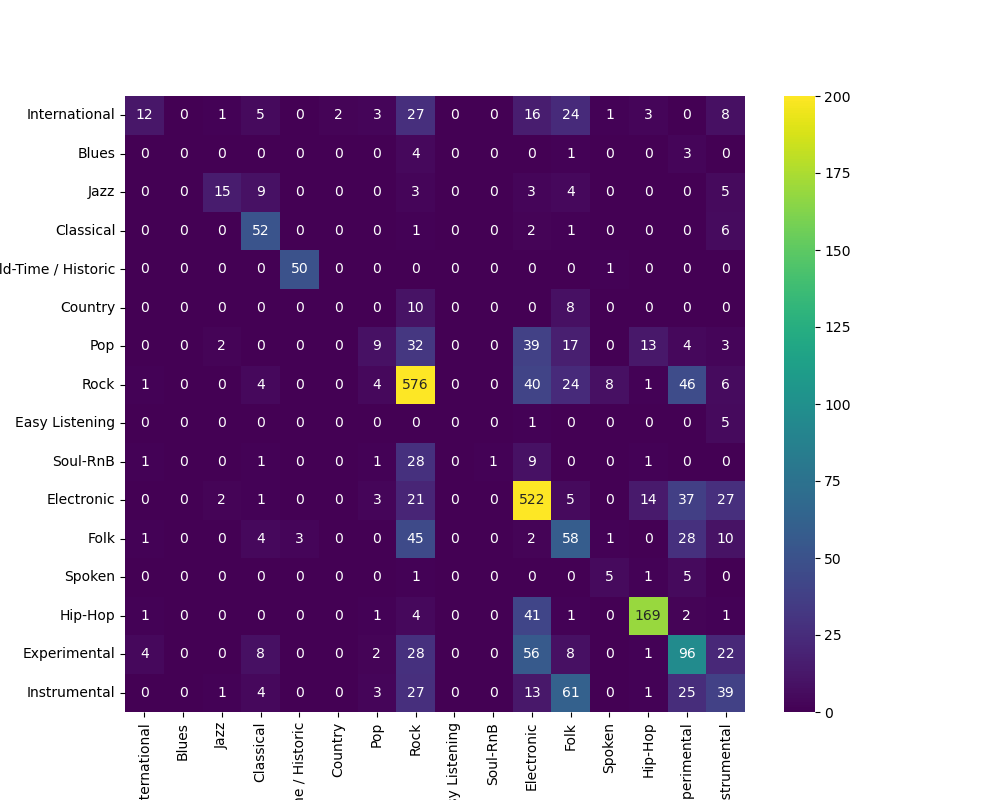 International 12 0 1 5 0 2 3 27 0 0 16 24 1 3 0 8
Blues 0 0 0 0 0 0 0 4 0 0 0 1 0 0 3 0
Jazz 0 0 15 9 0 0 0 3 0 0 3 4 0 0 0 5
Classical 0 0 0 52 0 0 0 1 0 0 2 1 0 0 0 6
ld-Time / Historic 0 0 0 0 50 0 0 0 0 0 0 0 1 0 0 0
Country 0 0 0 0 0 0 0 10 0 0 0 8 0 0 0 0
Pop 0 0 2 0 0 0 9 32 0 0 39 17 0 13 4 3
Rock 1 0 0 4 0 0 4 576 0 0 40 24 8 1 46 6
Easy Listening 0 0 0 0 0 0 0 0 0 0 1 0 0 0 0 5
Soul-RnB 1 0 0 1 0 0 1 28 0 1 9 0 0 1 0 0
Electronic 0 0 2 1 0 0 3 21 0 0 522 5 0 14 37 27
Folk 1 0 0 4 3 0 0 45 0 0 2 58 1 0 28 10
Spoken 0 0 0 0 0 0 0 1 0 0 0 0 5 1 5 0
Hip-Hop 1 0 0 0 0 0 1 4 0 0 41 1 0 169 2 1
Experimental 4 0 0 8 0 0 2 28 0 0 56 8 0 1 96 22
Instrumental 0 0 1 4 0 0 3 27 0 0 13 61 0 1 25 39
ternational
Blues
Jazz
Classical
ne / Historic
Country
Pop
Rock
y Listening
Soul-RnB
Electronic
Folk
Spoken
Hip-Hop
perimental
strumental
200
175
150
125
100
75
50
25
0